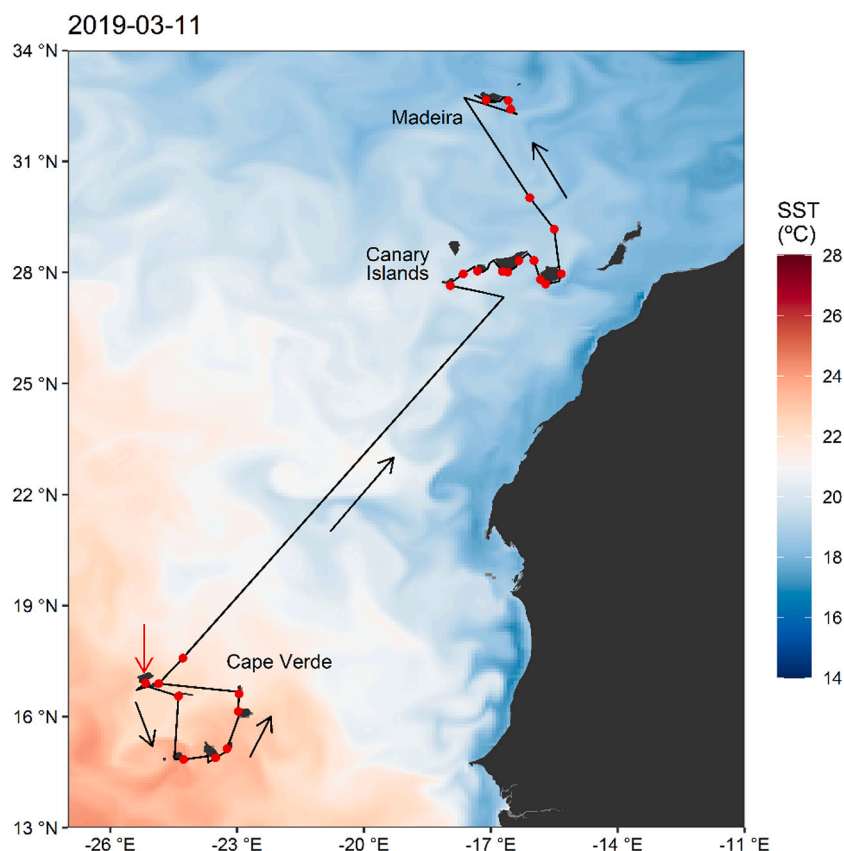 2019-03-11
34 °N
31 °N
28 °N
25 °N
22 °N
19 °N
16 °N
13 °N
Madeira
Canary
Islands
Cape Verde
-26 °E
-23 °E
-20 °E
-17 °E
-14 °E
-11 °E
SST
(ºC)
28
26
24
22
20
18
16
14